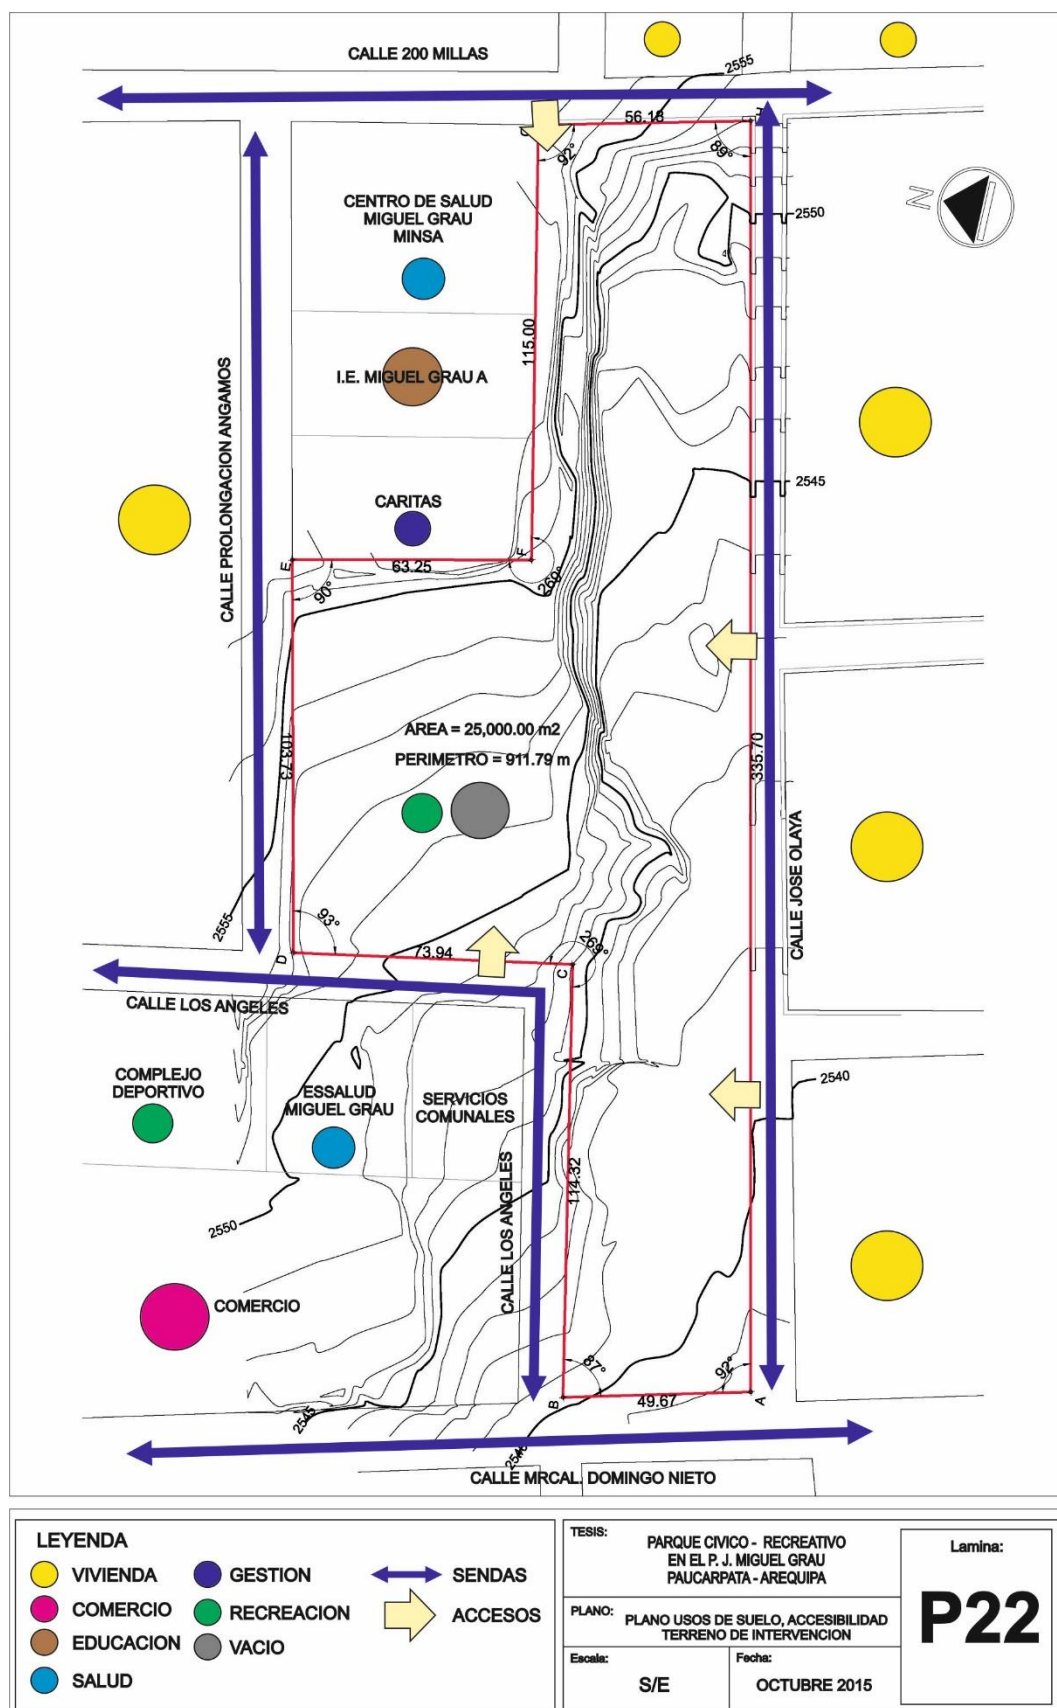 CALLE 200 MILLAS
2555
56.18
H
92°
89°
CENTRO DE SALUD
MIGUEL GRAU
MINSA
N
2550
115.00
I.E. MIGUEL GRAU A
CALLE PROLONGACION ANGAMOS
2545
CARITAS
E
63.25
F
90°
269°
AREA = 25,000.00 m2
PERIMETRO = 911.79 m
103.73
335.70
CALLE JOSE OLAYA
2555
93°
D
73.94
C
269°
CALLE LOS ANGELES
COMPLEJO
DEPORTIVO
ESSALUD
MIGUEL GRAU
SERVICIOS
COMUNALES
2540
114.32
2550
CALLE LOS ANGELES
COMERCIO
87°
92°
B
49.67
A
2545
CALLE MRCAL. DOMINGO NIETO
LEYENDA
VIVIENDA
COMERCIO
EDUCACION
SALUD
GESTION
RECREACION
VACIO
SENDAS
ACCESOS
TESIS:
PARQUE CIVICO - RECREATIVO
EN EL P. J. MIGUEL GRAU
PAUCARPATA - AREQUIPA
PLANO:
PLANO USOS DE SUELO, ACCESIBILIDAD
TERRENO DE INTERVENCION
Escala:
S/E
Fecha:
OCTUBRE 2015
Lamina:
P22